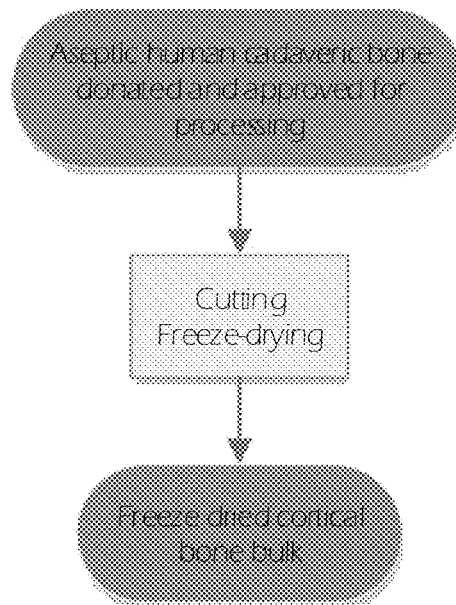 Aseptic human cadaveric bone
donated and approved for
processing
Cutting
Freeze-drying
Freeze dried cortical
bone bulk